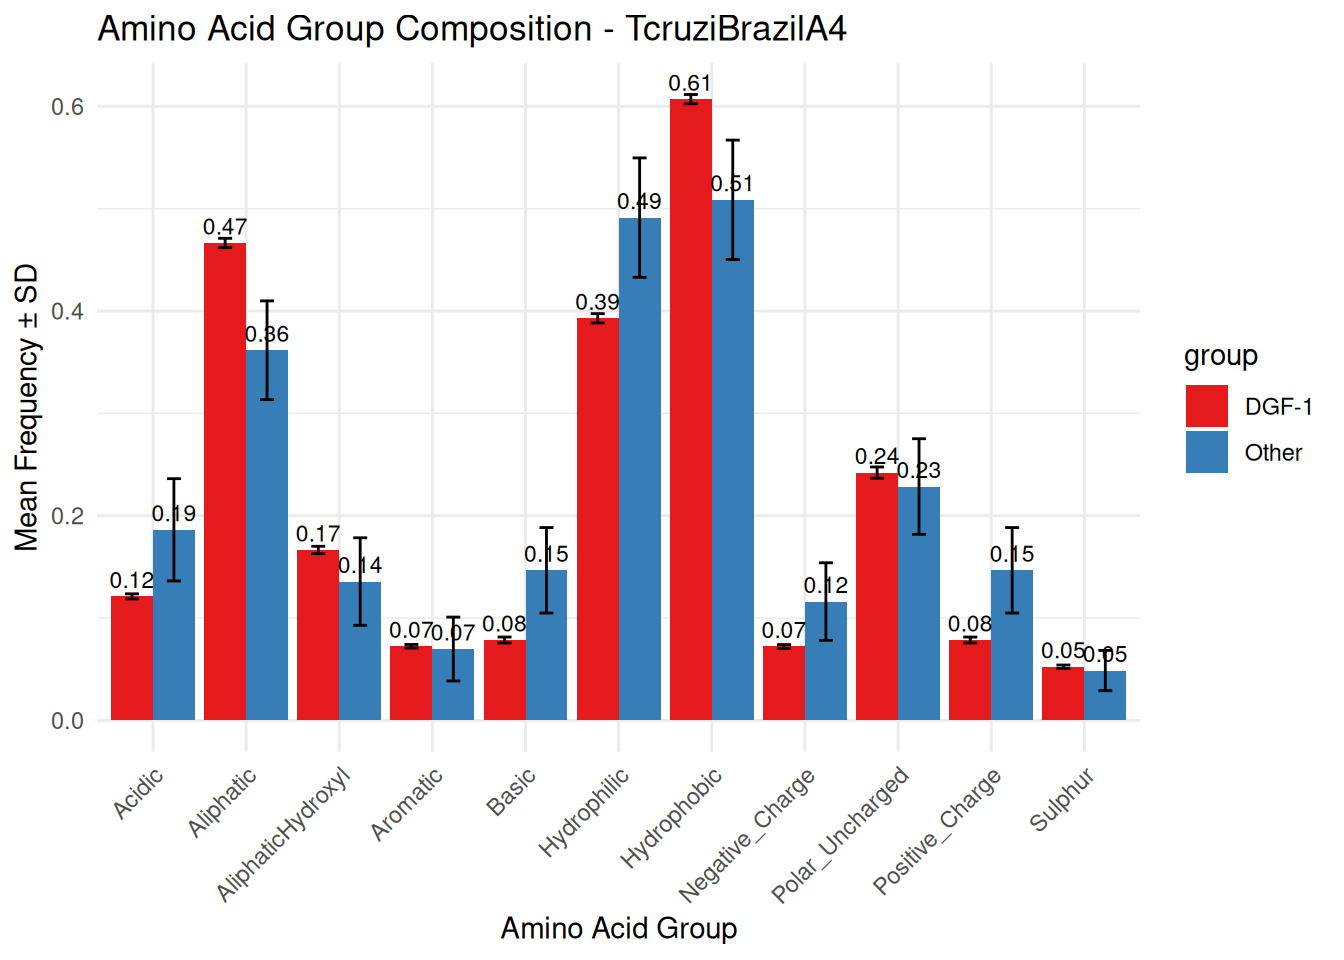 Amino Acid Group Composition - TcruziBrazilA4
Mean Frequency ± SD
0.6
0.4
0.2
0.0
0.12
0.19
0.47
0.36
0.17
0.14
0.07
0.07
0.08
0.15
0.39
0.49
0.61
0.51
0.07
0.12
0.24
0.23
0.08
0.15
0.05
0.05
Acidic
Aliphatic
AliphaticHydroxyl
Aromatic
Basic
Hydrophilic
Hydrophobic
Negative_Charge
Polar_Uncharged
Positive_Charge
Sulphur
Amino Acid Group
group
DGF-1
Other